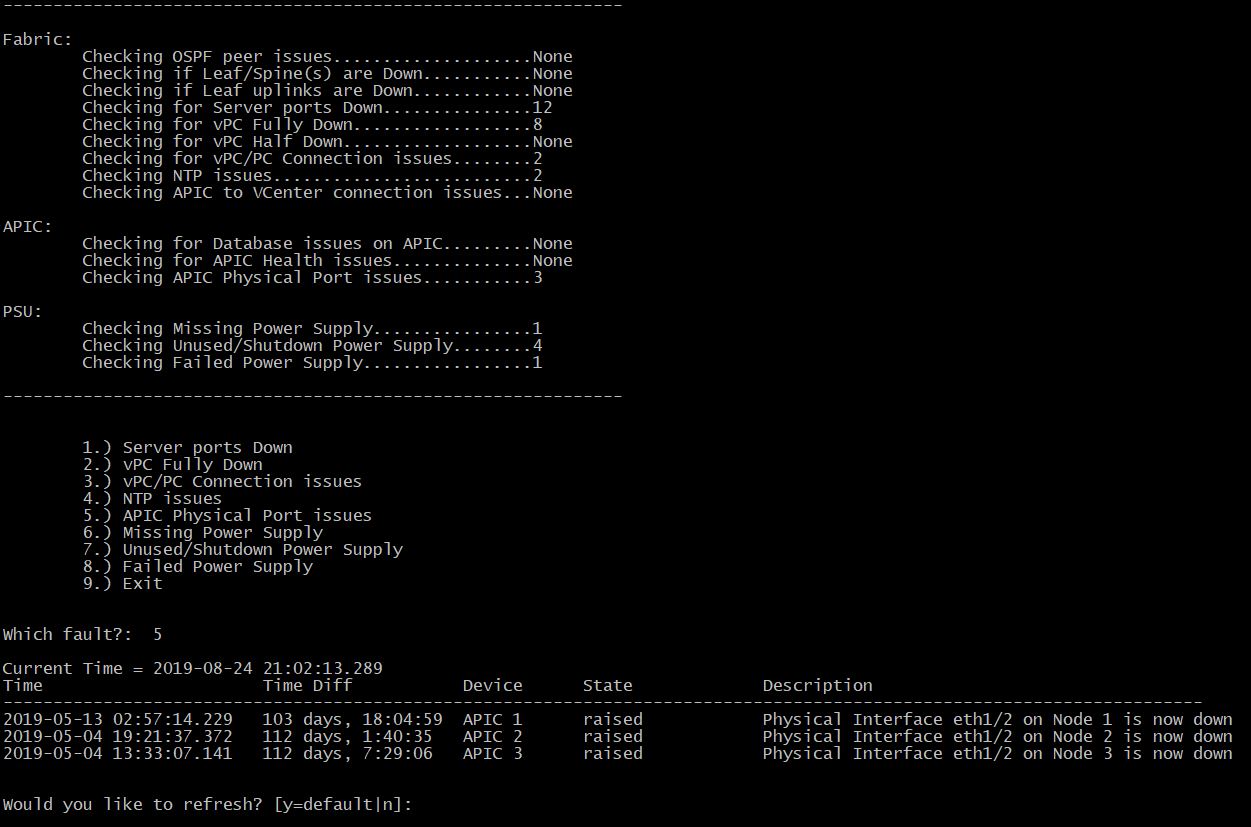 --------------------------------------------------------------
Fabric:
        Checking OSPF peer issues....................None
        Checking if Leaf/Spine(s) are Down...........None
        Checking if Leaf uplinks are Down............None
        Checking for Server ports Down...............12
        Checking for vPC Fully Down..................8
        Checking for vPC Half Down...................None
        Checking for vPC/PC Connection issues........2
        Checking NTP issues..........................2
        Checking APIC to VCenter connection issues...None
APIC:
        Checking for Database issues on APIC.........None
        Checking for APIC Health issues..............None
        Checking APIC Physical Port issues...........3
PSU:
        Checking Missing Power Supply................1
        Checking Unused/Shutdown Power Supply........4
        Checking Failed Power Supply.................1
--------------------------------------------------------------
        1.) Server ports Down
        2.) vPC Fully Down
        3.) vPC/PC Connection issues
        4.) NTP issues
        5.) APIC Physical Port issues
        6.) Missing Power Supply
        7.) Unused/Shutdown Power Supply
        8.) Failed Power Supply
        9.) Exit
Which fault?:  5
Current Time = 2019-08-24 21:02:13.289
Time                      Time Diff           Device      State             Description
------------------------------------------------------------------------------------------------------------------------
2019-05-13 02:57:14.229   103 days, 18:04:59  APIC 1      raised            Physical Interface eth1/2 on Node 1 is now down
2019-05-04 19:21:37.372   112 days, 1:40:35   APIC 2      raised            Physical Interface eth1/2 on Node 2 is now down
2019-05-04 13:33:07.141   112 days, 7:29:06   APIC 3      raised            Physical Interface eth1/2 on Node 3 is now down
Would you like to refresh? [y=default|n]: